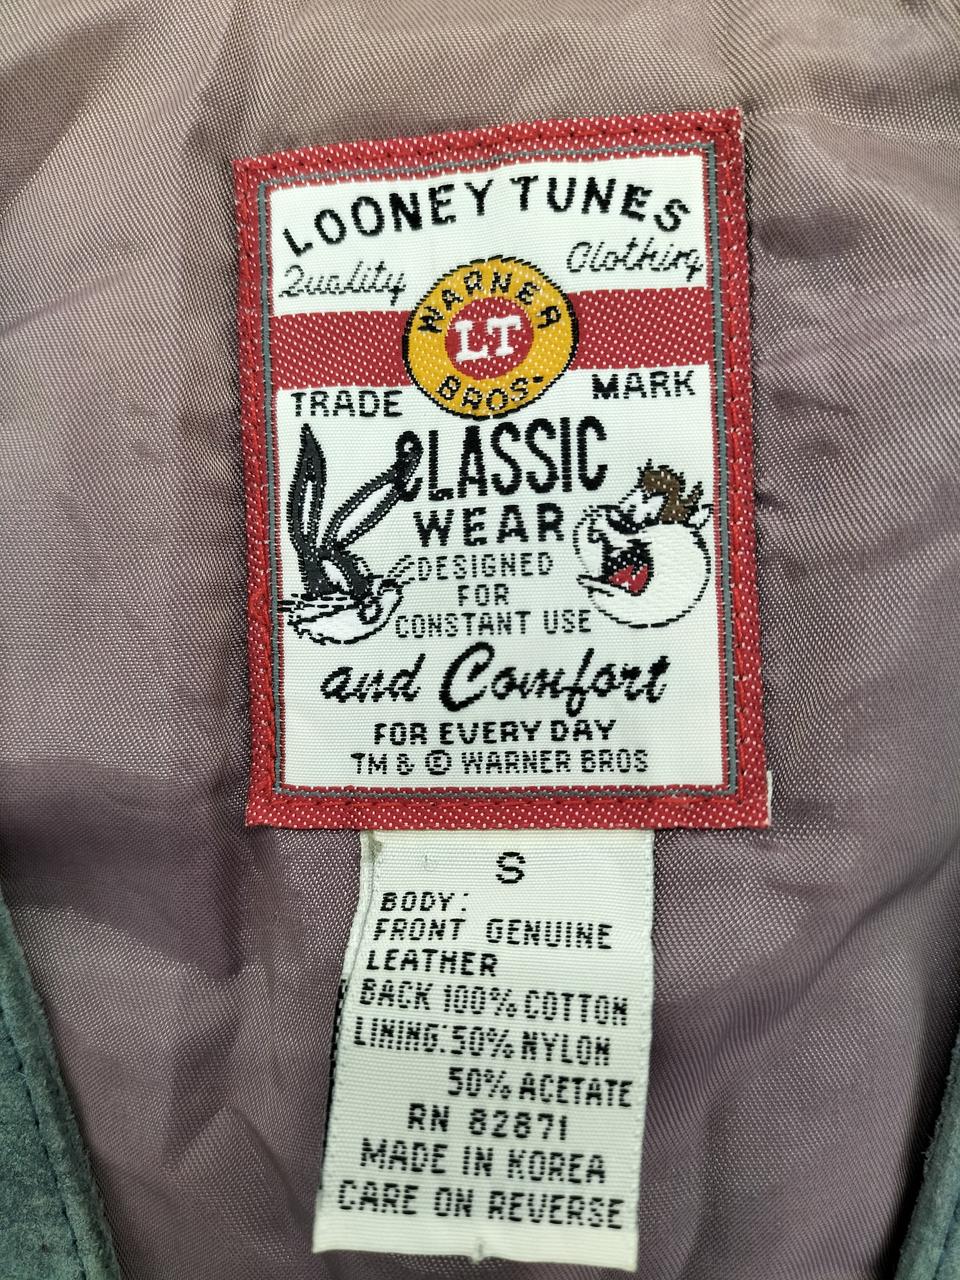 LOONEY TUNES
Quality Clothing
WARNER
LT
BROS.
TRADE MARK
CLASSIC
WEAR
DESIGNED
FOR
CONSTANT USE
and Comfort
FOR EVERY DAY
TM & © WARNER BROS
S
BODY:
FRONT GENUINE
LEATHER
BACK 100% COTTON
LINING:50% NYLON
50% ACETATE
RN 82871
MADE IN KOREA
CARE ON REVERSE